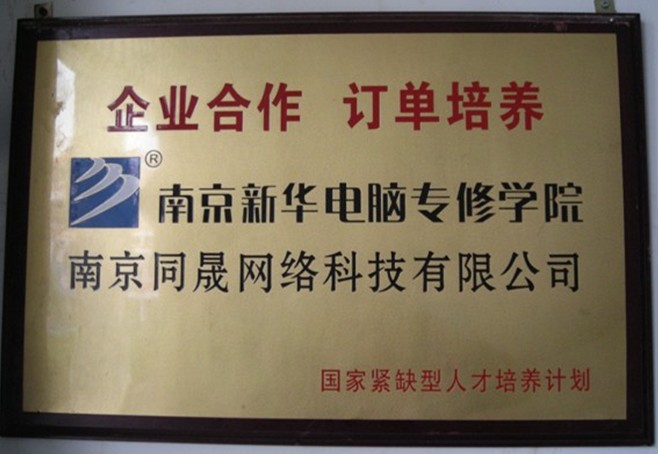 企业合作 订单培养
® 南京新华电脑专修学院
南京同晟网络科技有限公司
国家紧缺型人才培养计划